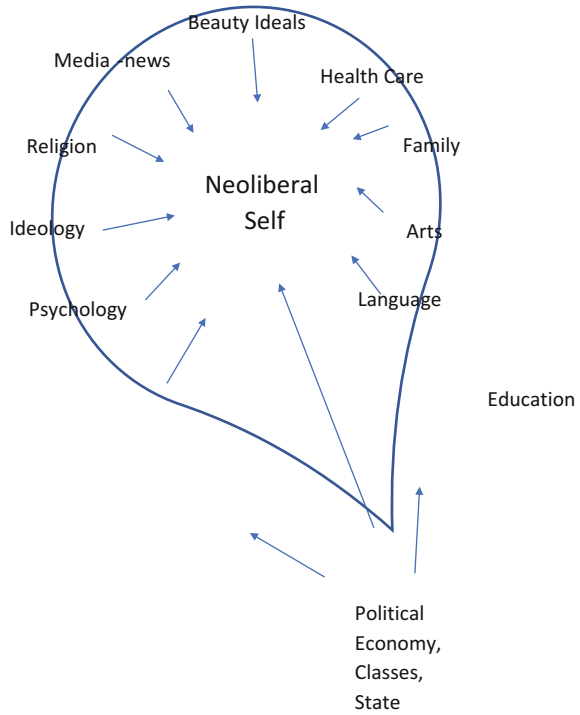 Beauty Ideals
Media -news
Health Care
Religion
Family
Neoliberal
Self
Ideology
Arts
Psychology
Language
Education
Political
Economy,
Classes,
State